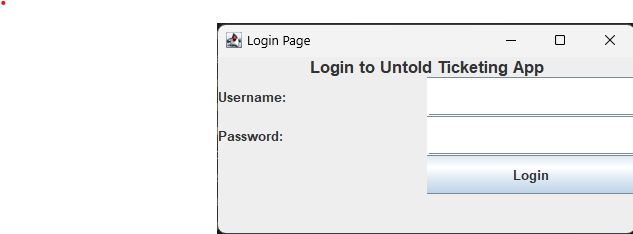 Login Page
Login to Untold Ticketing App
Username:
Password:
Login